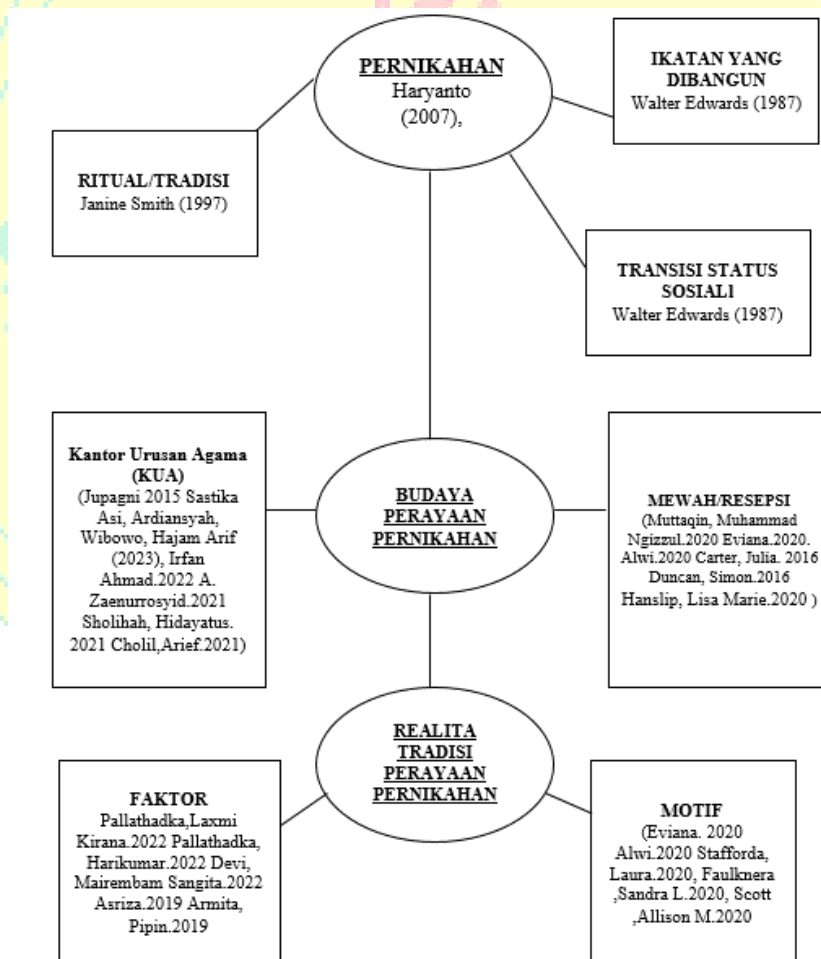 PERNIKAHAN
Haryanto
(2007),
IKATAN YANG
DIBANGUN
Walter Edwards (1987)
RITUAL/TRADISI
Janine Smith (1997)
TRANSISI STATUS
SOSIAL1
Walter Edwards (1987)
Kantor Urusan Agama
(KUA)
(Jupagni 2015 Sastika
Asi, Ardiansyah,
Wibowo, Hajam Arif
(2023), Irfan
Ahmad.2022 A.
Zaenurrosyid.2021
Sholihah, Hidayatus.
2021 Cholil,Arief.2021)
BUDAYA
PERAYAAN
PERNIKAHAN
MEWAH/RESEPSI
(Muttaqin, Muhammad
Ngizzul.2020 Eviana.2020.
Alwi.2020 Carter, Julia. 2016
Duncan, Simon.2016
Hanslip, Lisa Marie.2020 )
REALITA
TRADISI
PERAYAAN
PERNIKAHAN
FAKTOR
Pallathadka,Laxmi
Kirana.2022 Pallathadka,
Harikumar.2022 Devi,
Mairembam Sangita.2022
Asriza.2019 Armita,
Pipin.2019
MOTIF
(Eviana. 2020
Alwi.2020 Stafforda,
Laura.2020, Faulknera
,Sandra L.2020, Scott
,Allison M.2020